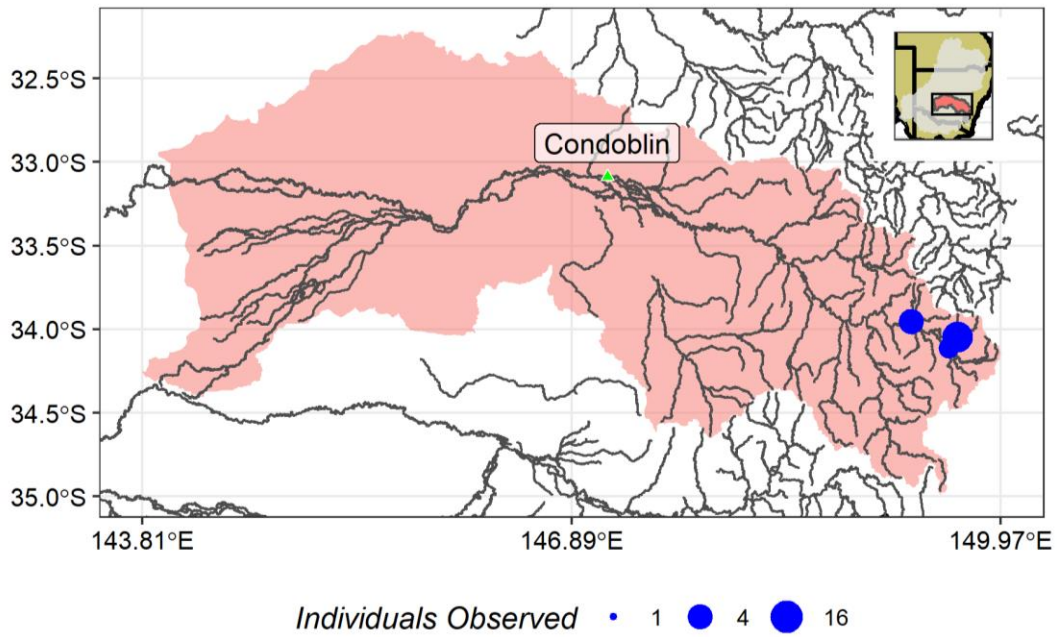 32.5°S
33.0°S
33.5°S
34.0°S
34.5°S
35.0°S
Condoblin
143.81°E 146.89°E 149.97°E
Individuals Observed 1 4 16